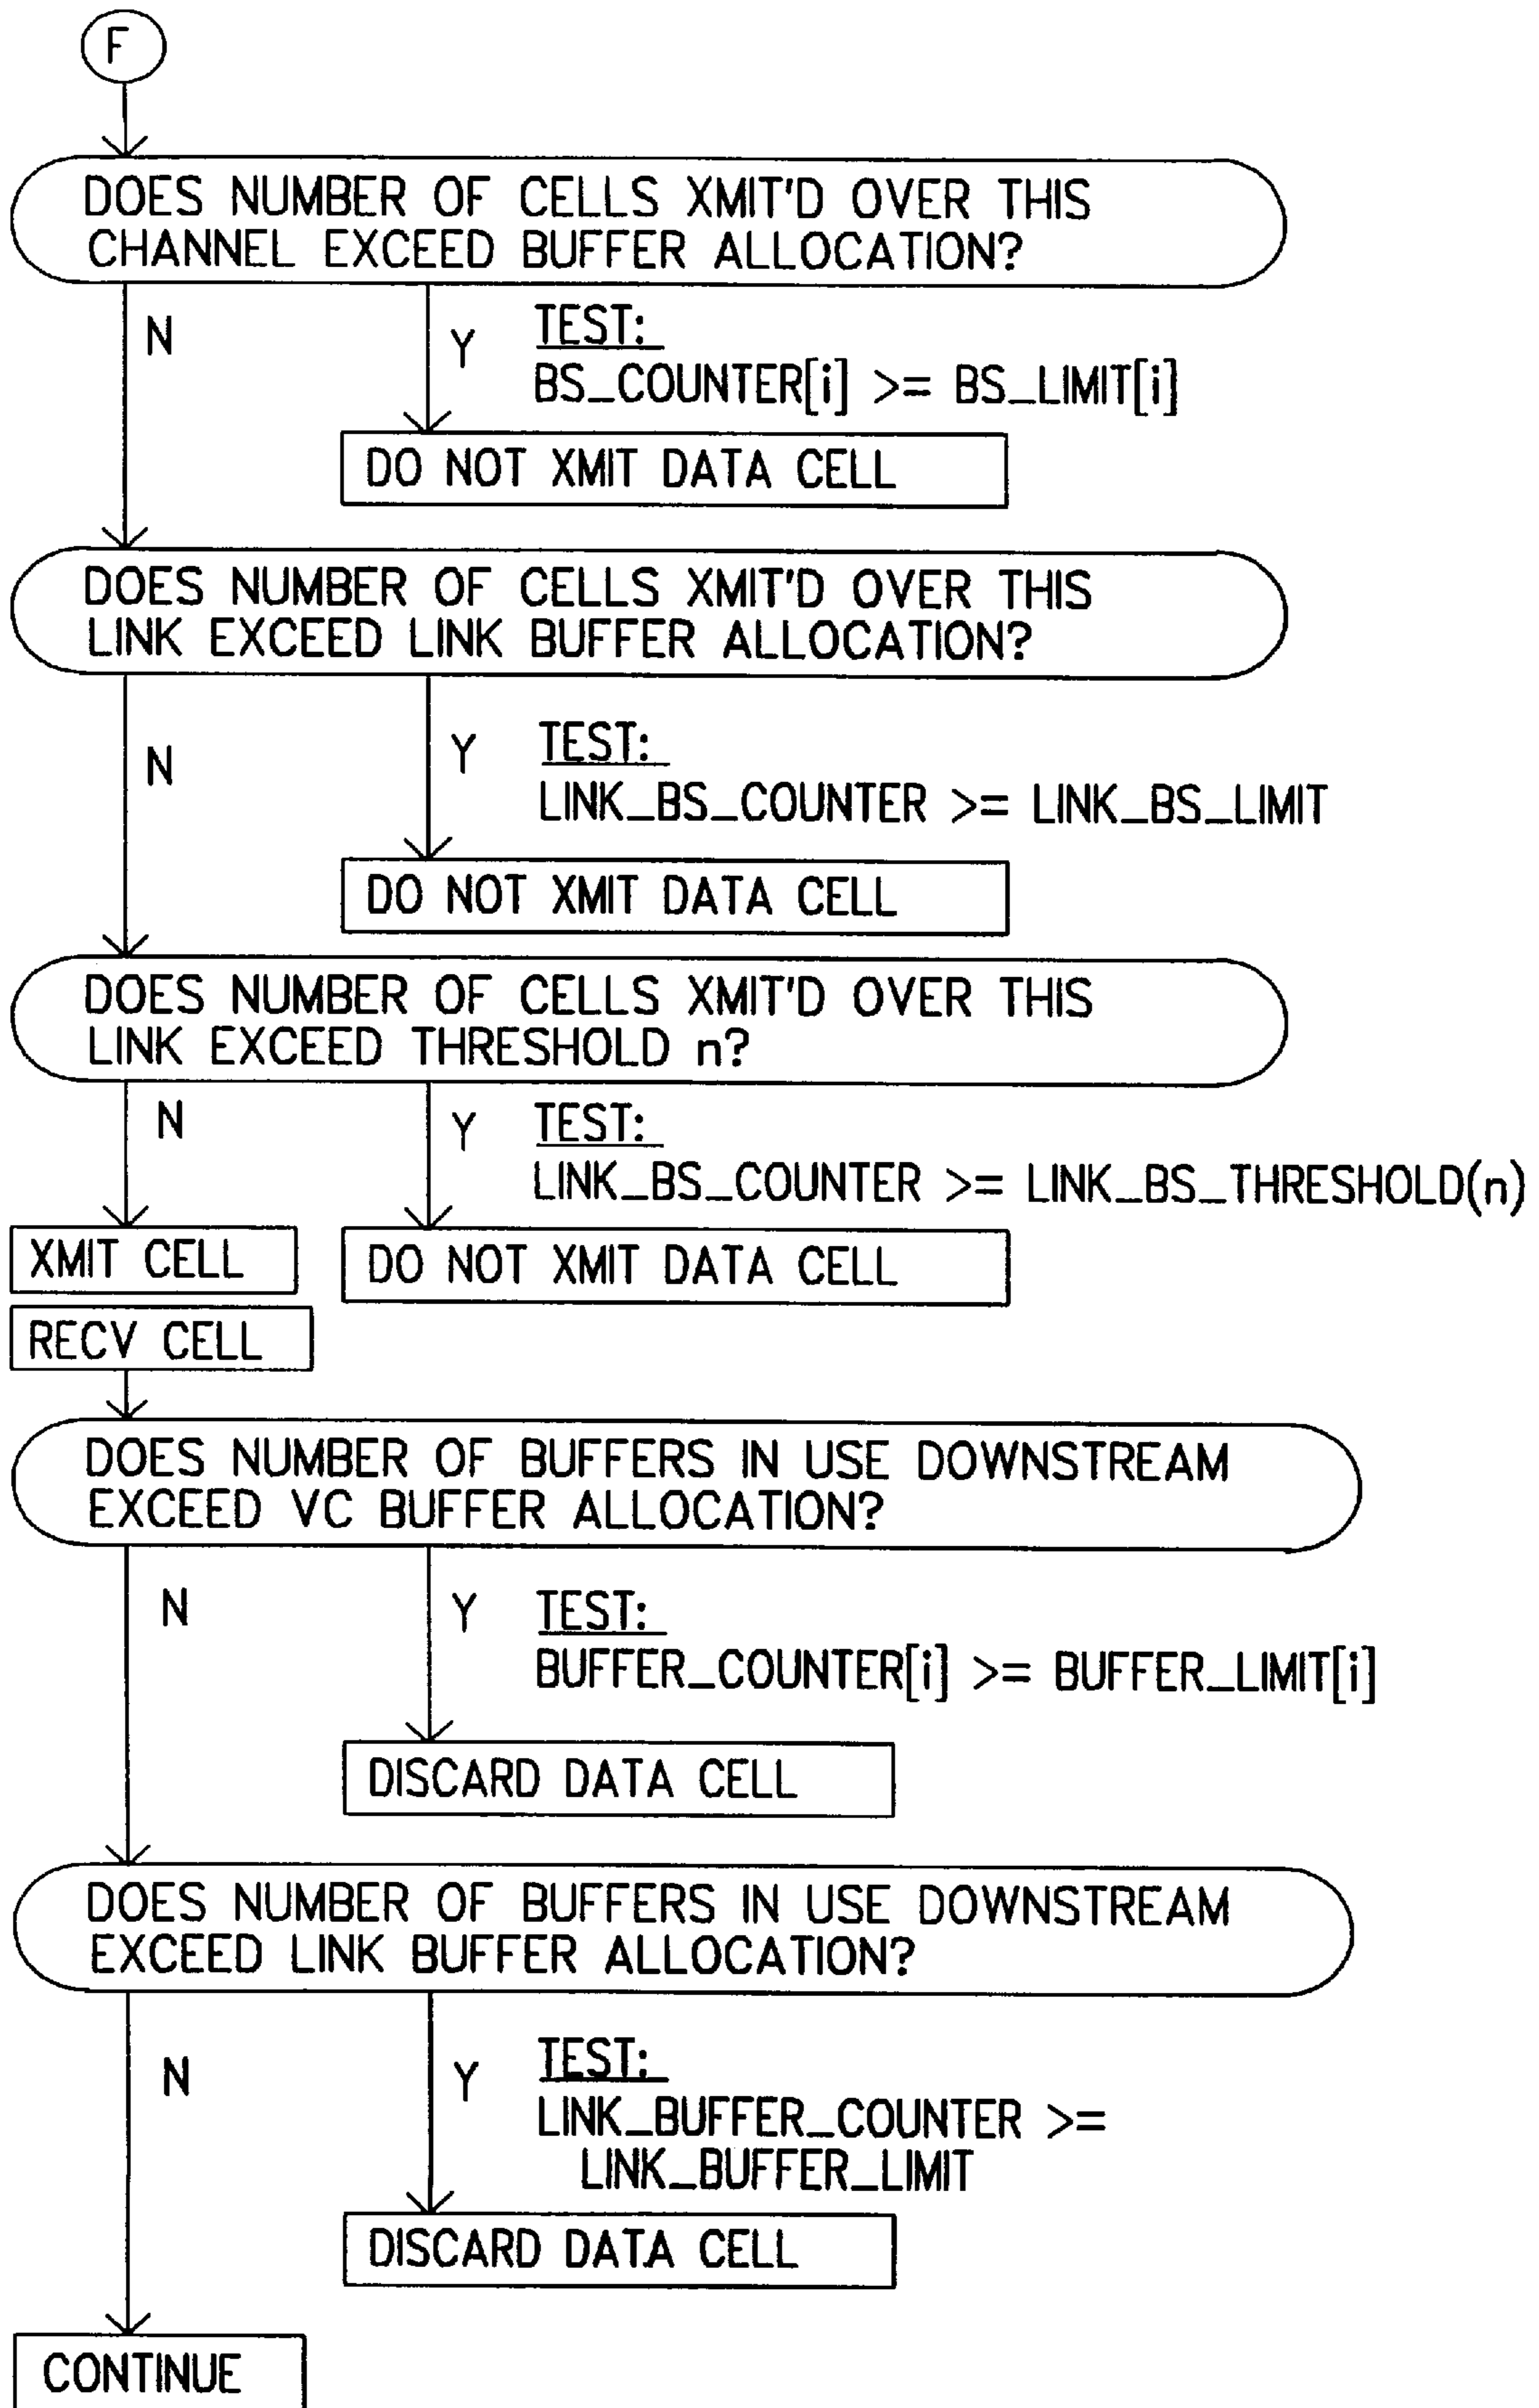 F
DOES NUMBER OF CELLS XMIT'D OVER THIS
CHANNEL EXCEED BUFFER ALLOCATION?
N
Y
TEST:
BS_COUNTER[i] >= BS_LIMIT[i]
DO NOT XMIT DATA CELL
DOES NUMBER OF CELLS XMIT'D OVER THIS
LINK EXCEED LINK BUFFER ALLOCATION?
N
Y
TEST:
LINK_BS_COUNTER >= LINK_BS_LIMIT
DO NOT XMIT DATA CELL
DOES NUMBER OF CELLS XMIT'D OVER THIS
LINK EXCEED THRESHOLD n?
N
Y
TEST:
LINK_BS_COUNTER >= LINK_BS_THRESHOLD(n)
XMIT CELL
DO NOT XMIT DATA CELL
RECV CELL
DOES NUMBER OF BUFFERS IN USE DOWNSTREAM
EXCEED VC BUFFER ALLOCATION?
N
Y
TEST:
BUFFER_COUNTER[i] >= BUFFER_LIMIT[i]
DISCARD DATA CELL
DOES NUMBER OF BUFFERS IN USE DOWNSTREAM
EXCEED LINK BUFFER ALLOCATION?
N
Y
TEST:
LINK_BUFFER_COUNTER >=
LINK_BUFFER_LIMIT
DISCARD DATA CELL
CONTINUE